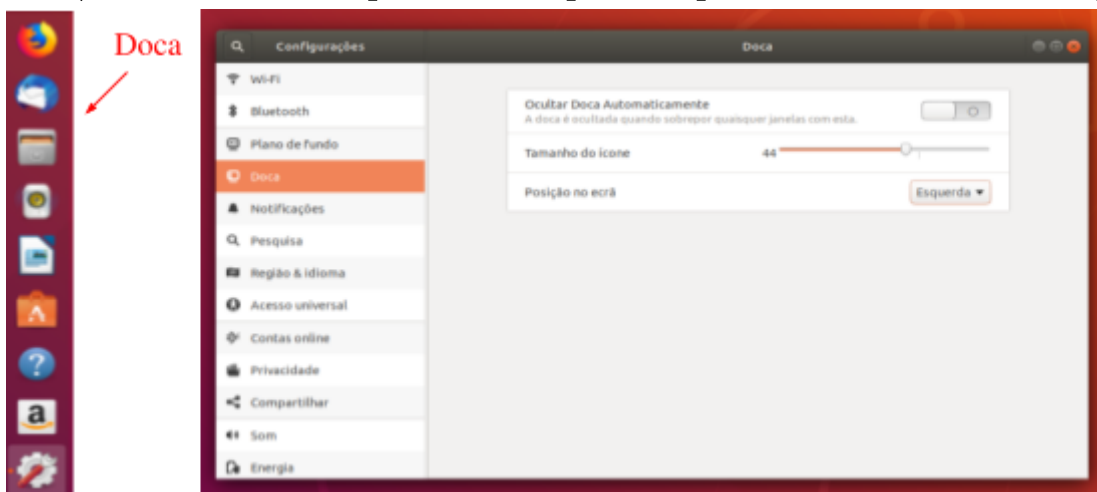 Doca
Configurações
Doca
Wi-Fi
Bluetooth
Plano de fundo
Doca
Notificações
Pesquisa
Região & idioma
Acesso universal
Contas online
Privacidade
Compartilhar
Som
Energia
Ocultar Doca Automaticamente
A doca é ocultada quando sobrepor quaisquer janelas com esta.
Tamanho do ícone 44
Posição no ecrã Esquerda
a